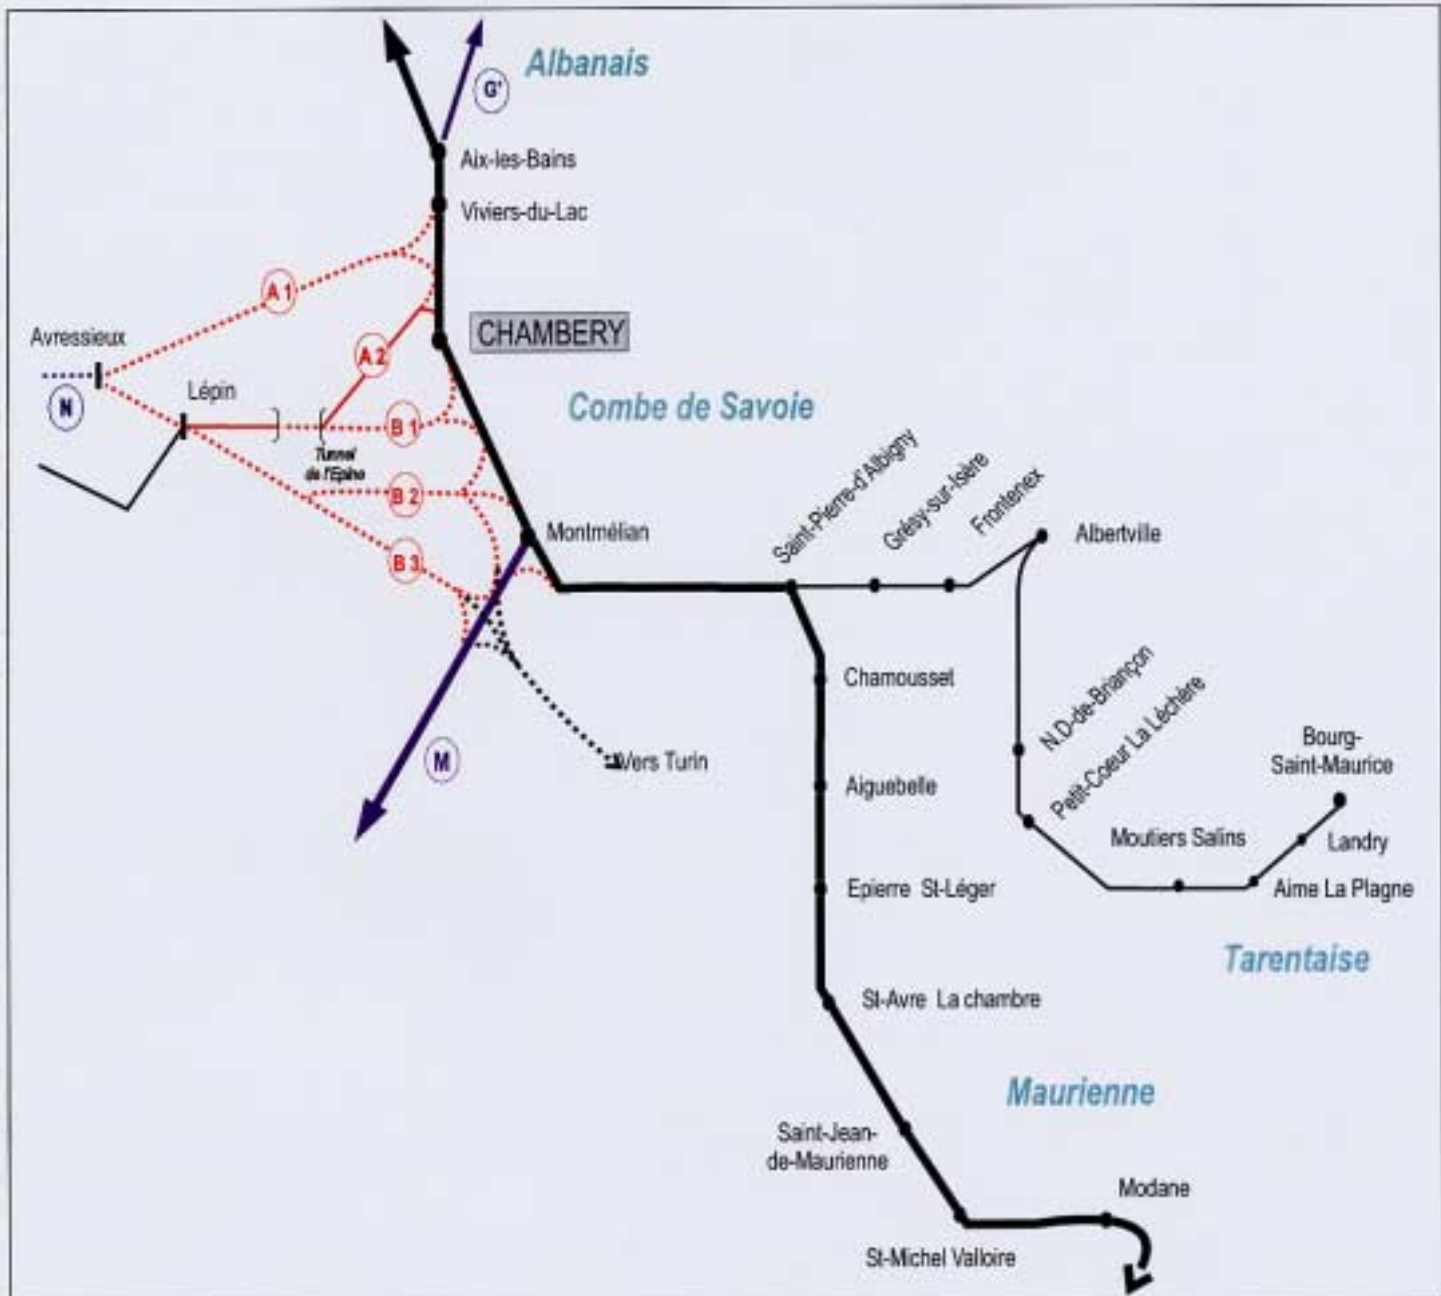 Albanais
G'
Aix-les-Bains
Viviers-du-Lac
A 1
CHAMBERY
Avressieux
A 2
Lépin
N
Combe de Savoie
B 1
Tunnel
de l'Epine
B 2
Saint-Pierre-d'Albigny
Grésy-sur-Isère
Frontenex
Montmélian
Albertville
B 3
Chamousset
N.D-de-Briançon
Petit-Coeur La Léchère
Vers Turin
M
Bourg-
Saint-Maurice
Aiguebelle
Moutiers Salins
Landry
Epierre St-Léger
Aime La Plagne
Tarentaise
St-Avre La chambre
Maurienne
Saint-Jean-
de-Maurienne
Modane
St-Michel Valloire